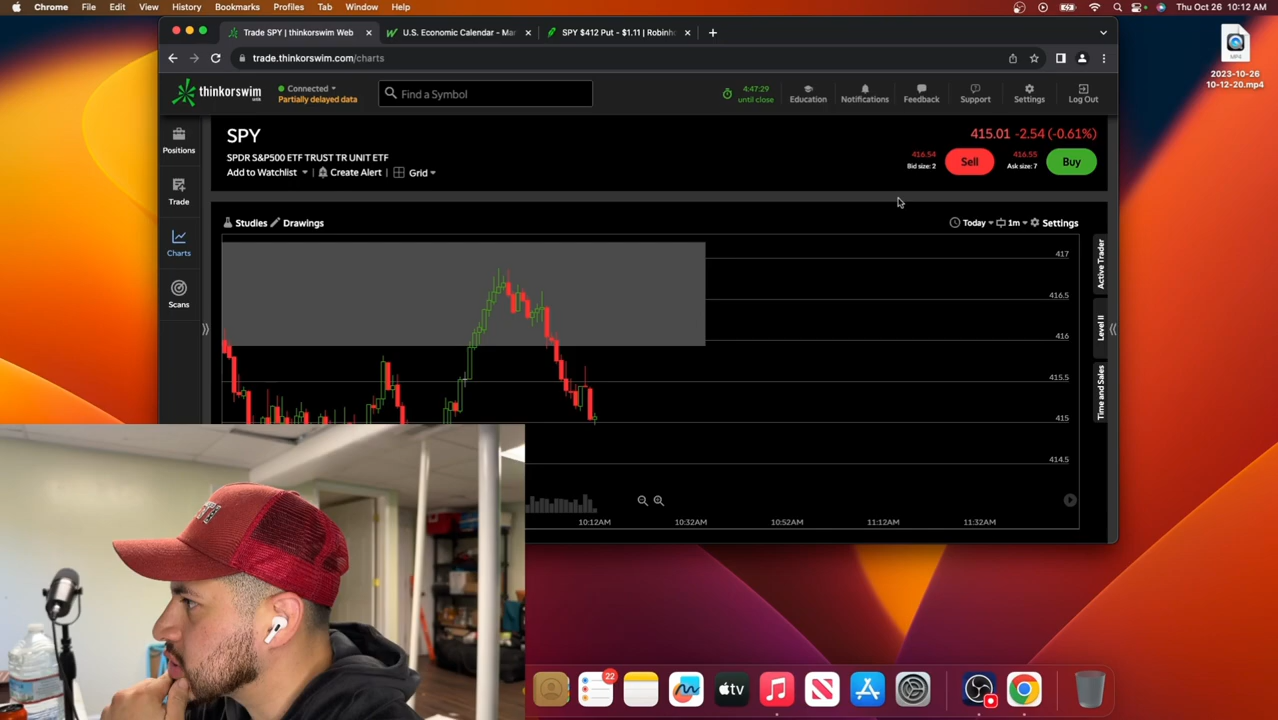 Chrome File Edit View History Bookmarks Profiles Tab Window Help
Thu Oct 26 10:12 AM
Trade SPY | thinkorswim Web
U.S. Economic Calendar - Mar
SPY $412 Put - $1.11 | Robinh
trade.thinkorswim.com/charts
thinkorswim
web
Connected
Partially delayed data
Find a Symbol
4:47:29
until close
Education
Notifications
Feedback
Support
Settings
Log Out
Positions
Trade
Charts
Scans
SPY
415.01 -2.54 (-0.61%)
SPDR S&P500 ETF TRUST TR UNIT ETF
Add to Watchlist
Create Alert
Grid
416.54
Bid size: 2
Sell
416.55
Ask size: 7
Buy
Studies
Drawings
Today
1m
Settings
417
416.5
416
415.5
415
414.5
Active Trader
Level II
Time and Sales
10:12AM
10:32AM
10:52AM
11:12AM
11:32AM
MP4
2023-10-26
10-12-20.mp4
22
tv